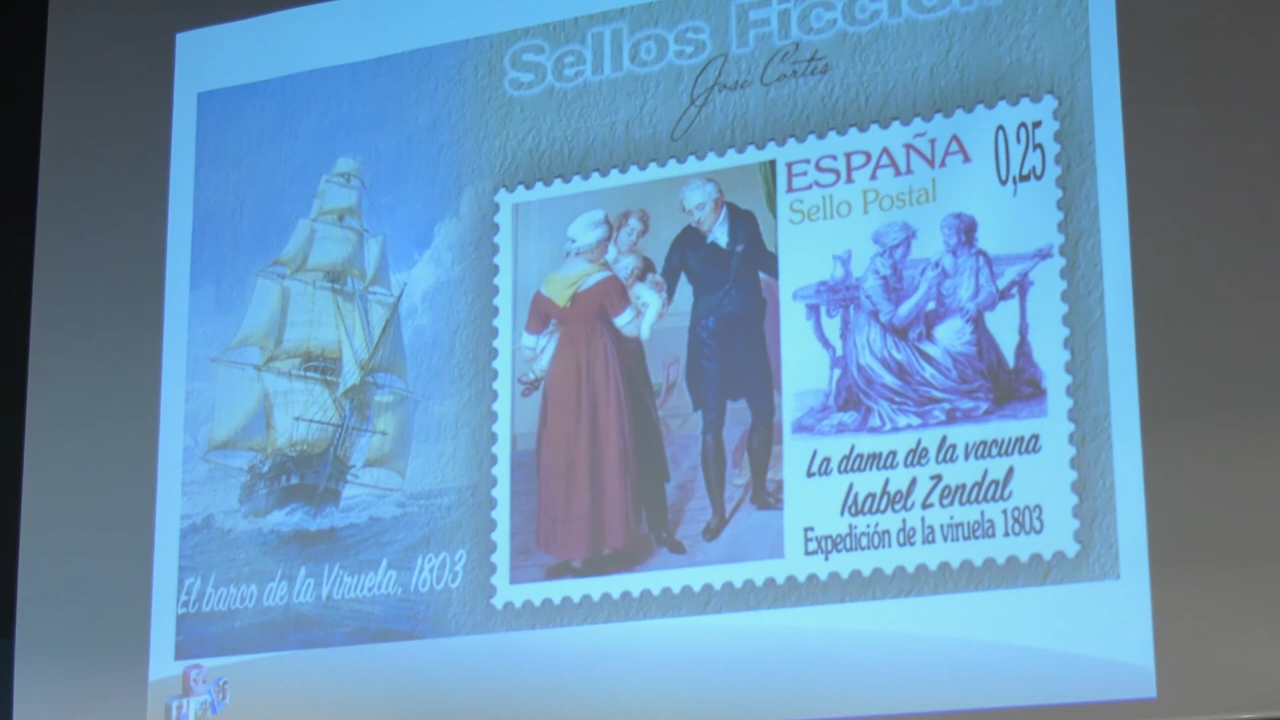 Sellos Ficción
José Cortés
ESPAÑA
0,25
Sello Postal
La dama de la vacuna
Isabel Zendal
Expedición de la viruela 1803
El barco de la Viruela, 1803